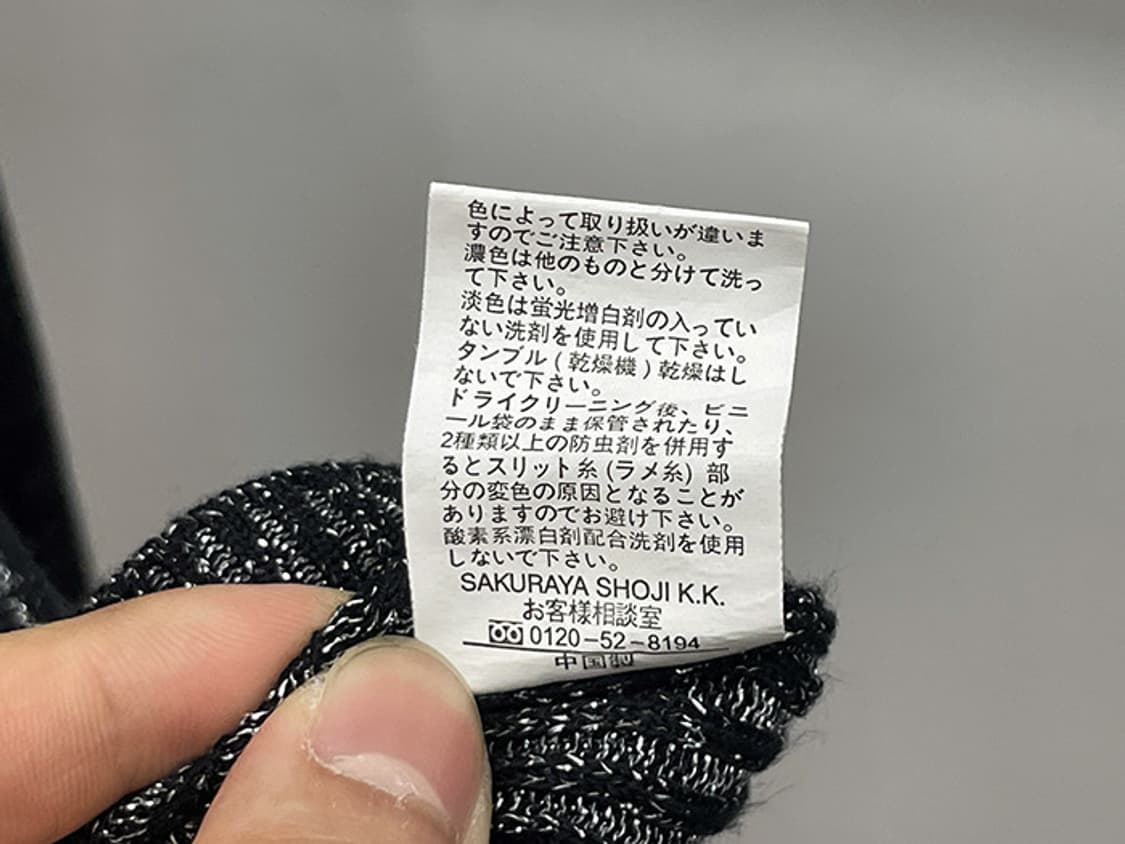 色によって取り扱いが違いま
すのでご注意下さい。
濃色は他のものと分けて洗っ
て下さい。
淡色は蛍光増白剤の入ってい
ない洗剤を使用して下さい。
タンブル(乾燥機)乾燥はし
ないで下さい。
ドライクリーニング後、ビニ
ール袋のまま保管されたり、
2種類以上の防虫剤を併用す
るとスリット糸(ラメ糸)部
分の変色の原因となることが
ありますのでお避け下さい。
酸素系漂白剤配合洗剤を使用
しないで下さい。
SAKURAYA SHOJI K.K.
お客様相談室
0120-52-8194
中国製